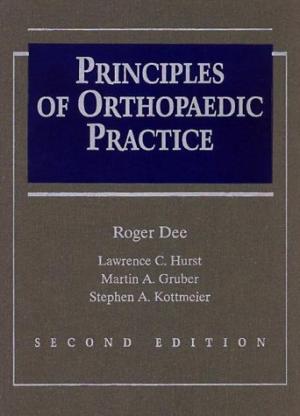 PRINCIPLES
OF ORTHOPAEDIC
PRACTICE
Roger Dee
Lawrence C. Hurst
Martin A. Gruber
Stephen A. Kottmeier
SECOND EDITION